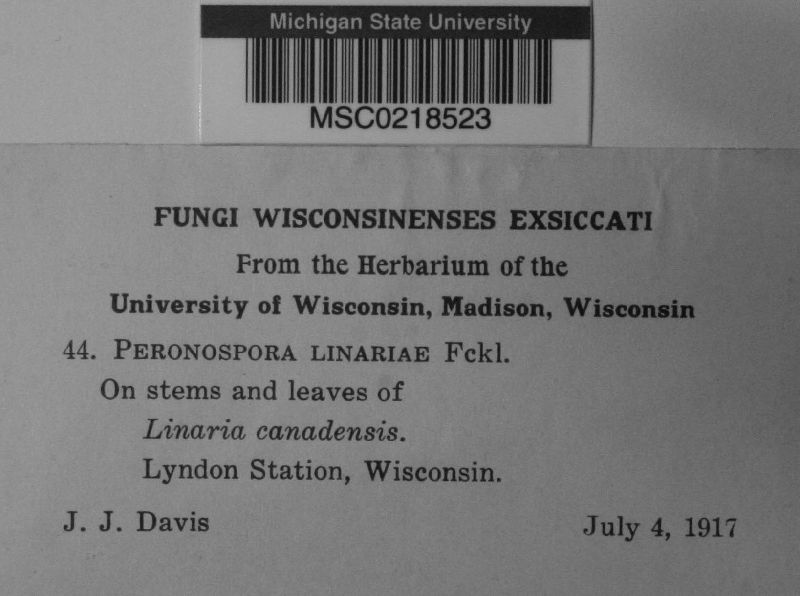 Michigan State University
MSC0218523
FUNGI WISCONSINENSES EXSICCATI
From the Herbarium of the
University of Wisconsin, Madison, Wisconsin
44. PERONOSPORA LINARIAE Fckl.
On stems and leaves of
Linaria canadensis.
Lyndon Station, Wisconsin.
J. J. Davis July 4, 1917